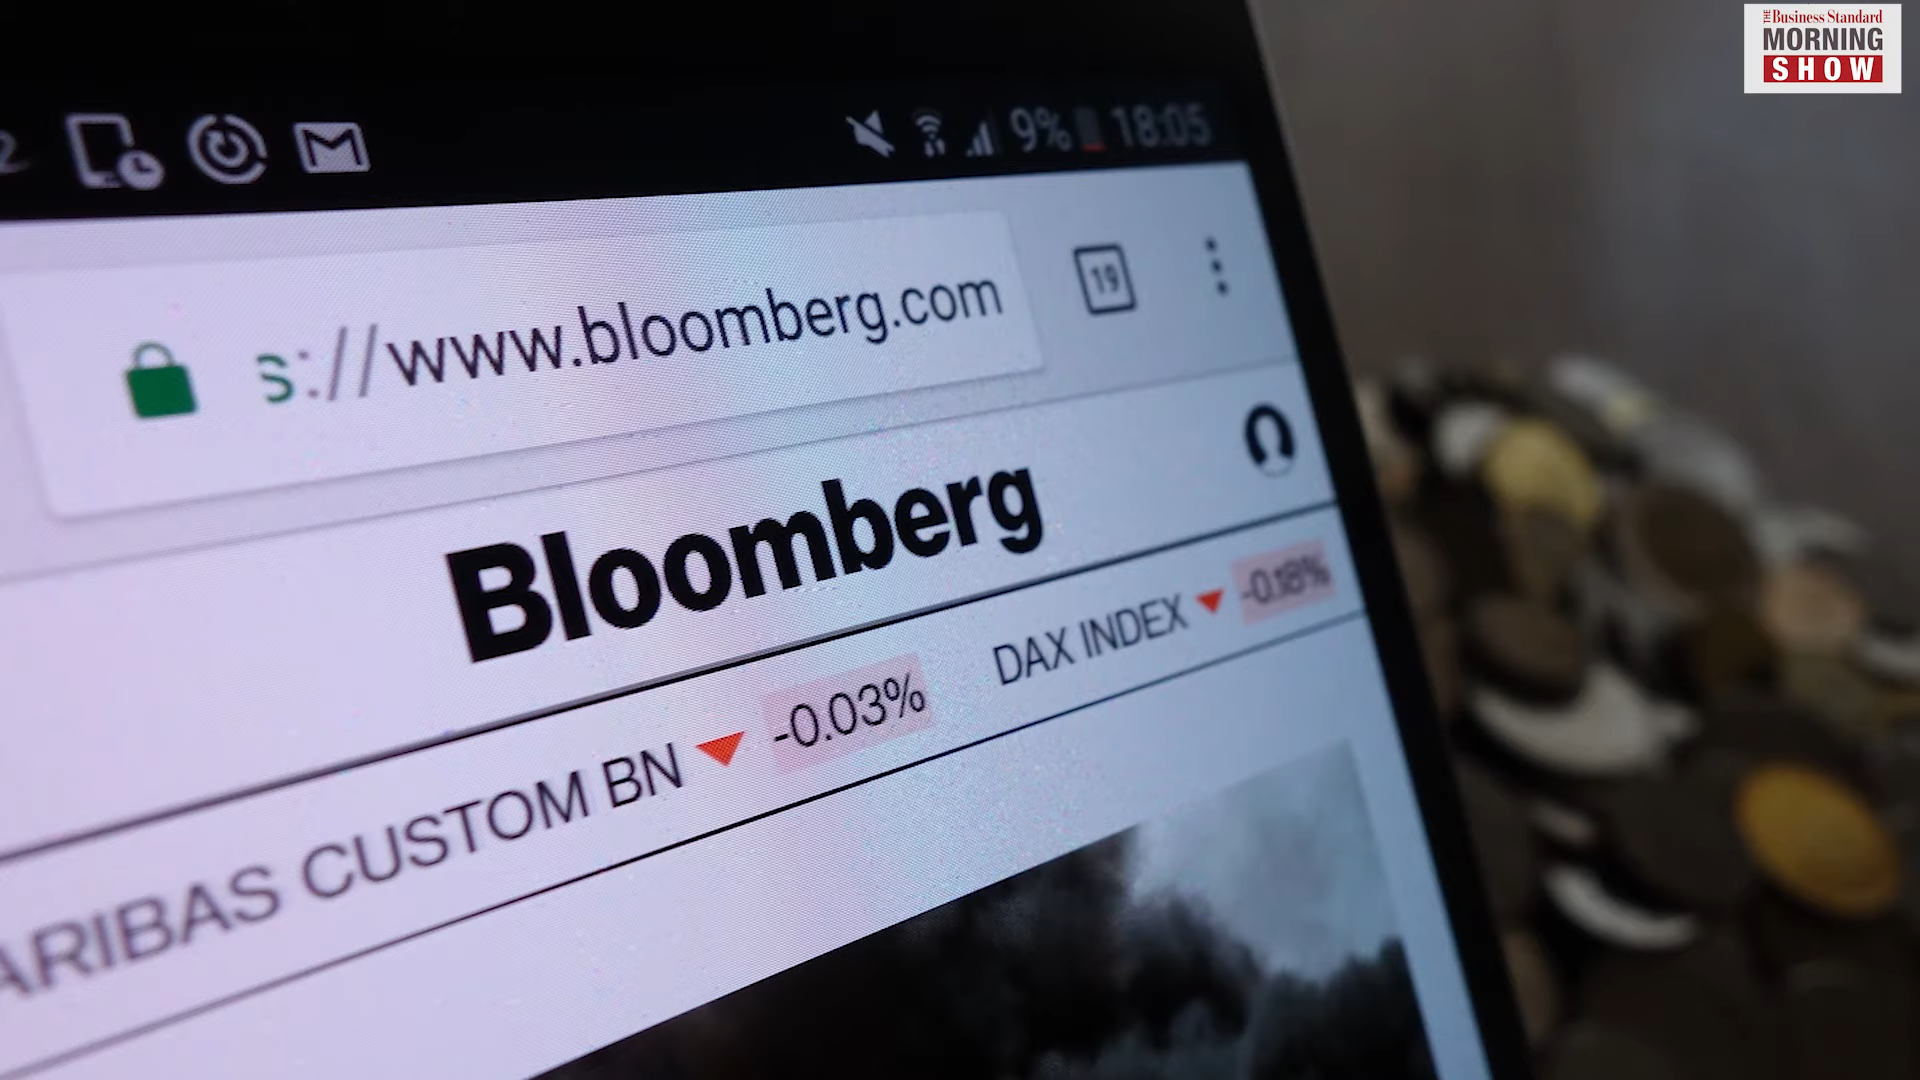 THE Business Standard
MORNING
SHOW
2
9% 18:05
s://www.bloomberg.com
19
Bloomberg
ARIBAS CUSTOM BN -0.03%
DAX INDEX -0.18%